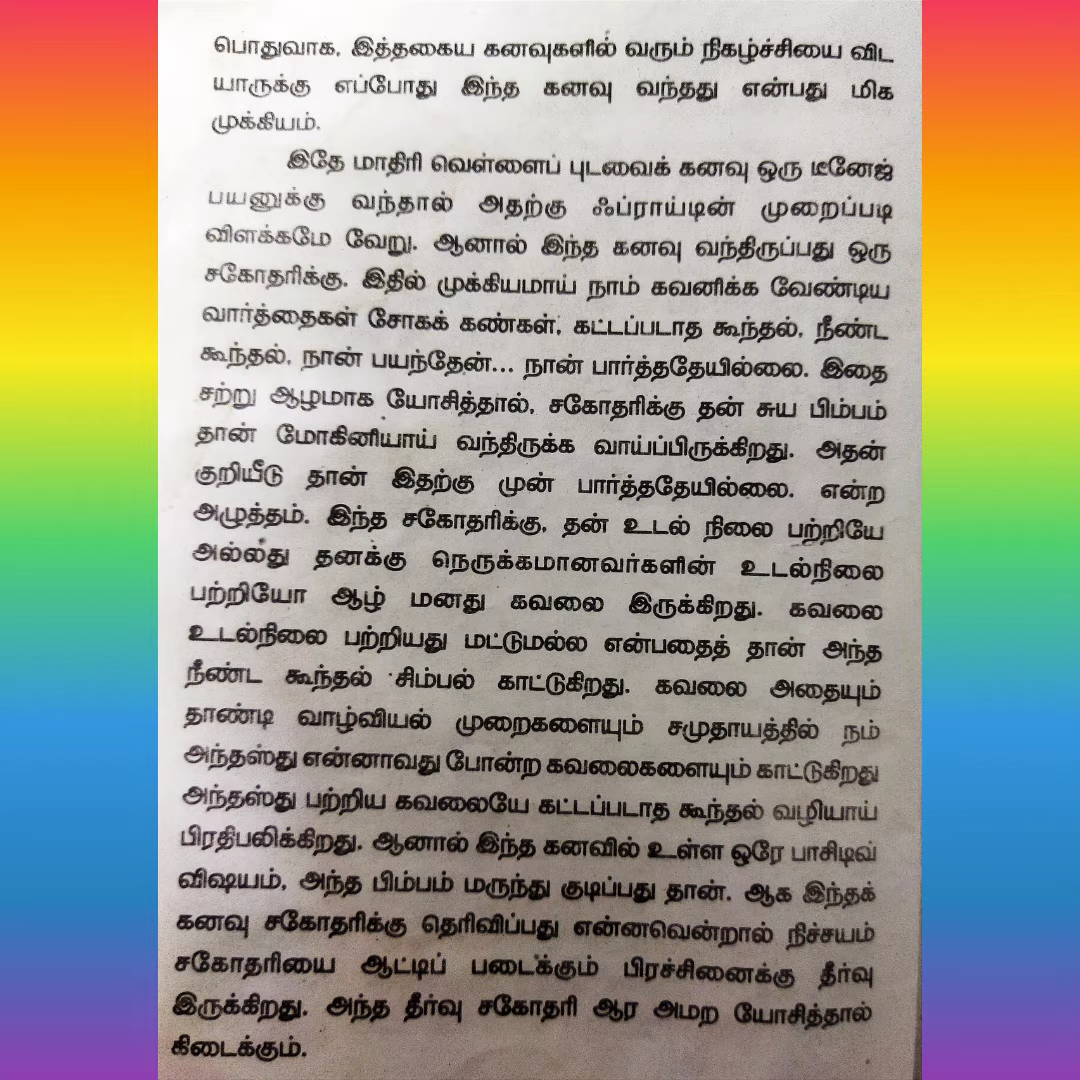 பொதுவாக, இத்தகைய கனவுகளில் வரும் நிகழ்ச்சியை விட
யாருக்கு எப்போது இந்த கனவு வந்தது என்பது மிக
முக்கியம்.
இதே மாதிரி வெள்ளைப் புடவைக் கனவு ஒரு டீனேஜ்
பயனுக்கு வந்தால் அதற்கு ஃப்ராய்டின் முறைப்படி
விளக்கமே வேறு. ஆனால் இந்த கனவு வந்திருப்பது ஒரு
சகோதரிக்கு. இதில் முக்கியமாய் நாம் கவனிக்க வேண்டிய
வார்த்தைகள் சோகக் கண்கள், கட்டப்படாத கூந்தல், நீண்ட
கூந்தல், நான் பயந்தேன்... நான் பார்த்ததேயில்லை. இதை
சற்று ஆழமாக யோசித்தால், சகோதரிக்கு தன் சுய பிம்பம்
தான் மோகினியாய் வந்திருக்க வாய்ப்பிருக்கிறது. அதன்
குறியீடு தான் இதற்கு முன் பார்த்ததேயில்லை. என்ற
அழுத்தம். இந்த சகோதரிக்கு, தன் உடல் நிலை பற்றியே
அல்லது தனக்கு நெருக்கமானவர்களின் உடல்நிலை
பற்றியோ ஆழ் மனது கவலை இருக்கிறது. கவலை
உடல்நிலை பற்றியது மட்டுமல்ல என்பதைத் தான் அந்த
நீண்ட கூந்தல் சிம்பல் காட்டுகிறது. கவலை அதையும்
தாண்டி வாழ்வியல் முறைகளையும் சமுதாயத்தில் நம்
அந்தஸ்து என்னாவது போன்ற கவலைகளையும் காட்டுகிறது
அந்தஸ்து பற்றிய கவலையே கட்டப்படாத கூந்தல் வழியாய்
பிரதிபலிக்கிறது. ஆனால் இந்த கனவில் உள்ள ஒரே பாசிடிவ்
விஷயம், அந்த பிம்பம் மருந்து குடிப்பது தான். ஆக இந்தக்
கனவு சகோதரிக்கு தெரிவிப்பது என்னவென்றால் நிச்சயம்
சகோதரியை ஆட்டிப் படைக்கும் பிரச்சினைக்கு தீர்வு
இருக்கிறது. அந்த தீர்வு சகோதரி ஆர அமற யோசித்தால்
கிடைக்கும்.